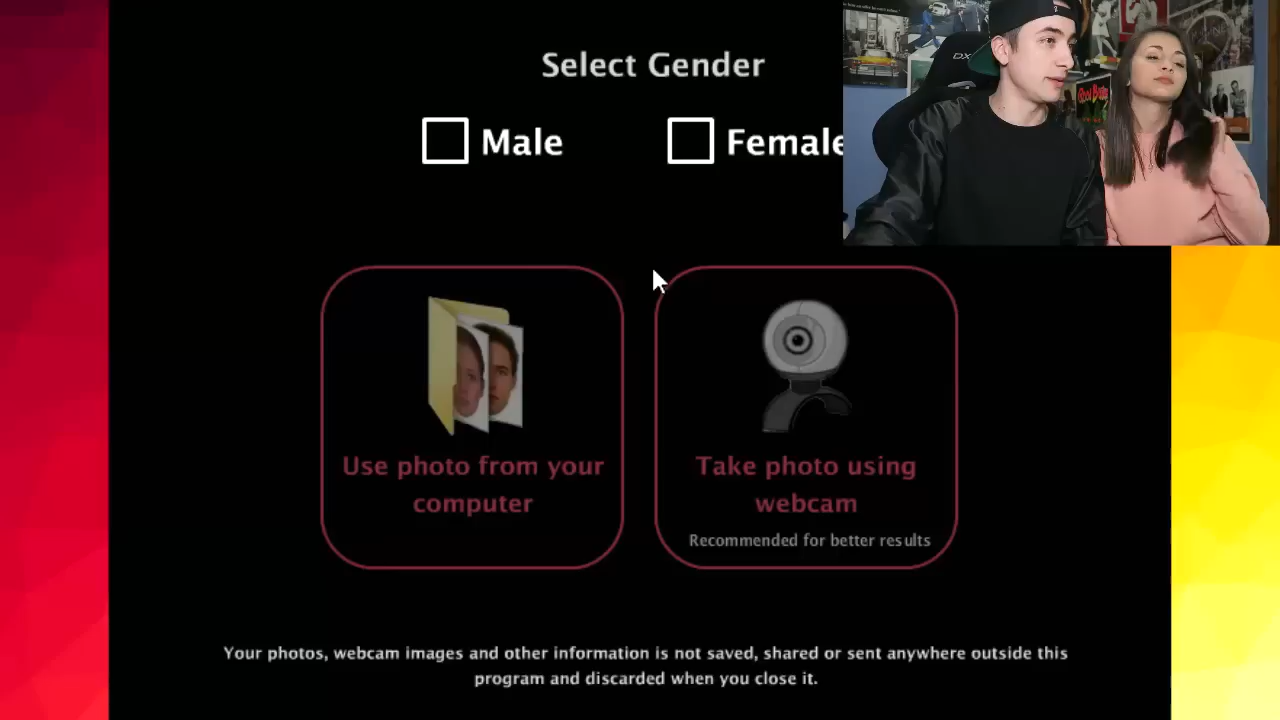 Select Gender
Male
Female
Use photo from your
computer
Take photo using
webcam
Recommended for better results
Your photos, webcam images and other information is not saved, shared or sent anywhere outside this
program and discarded when you close it.
DX